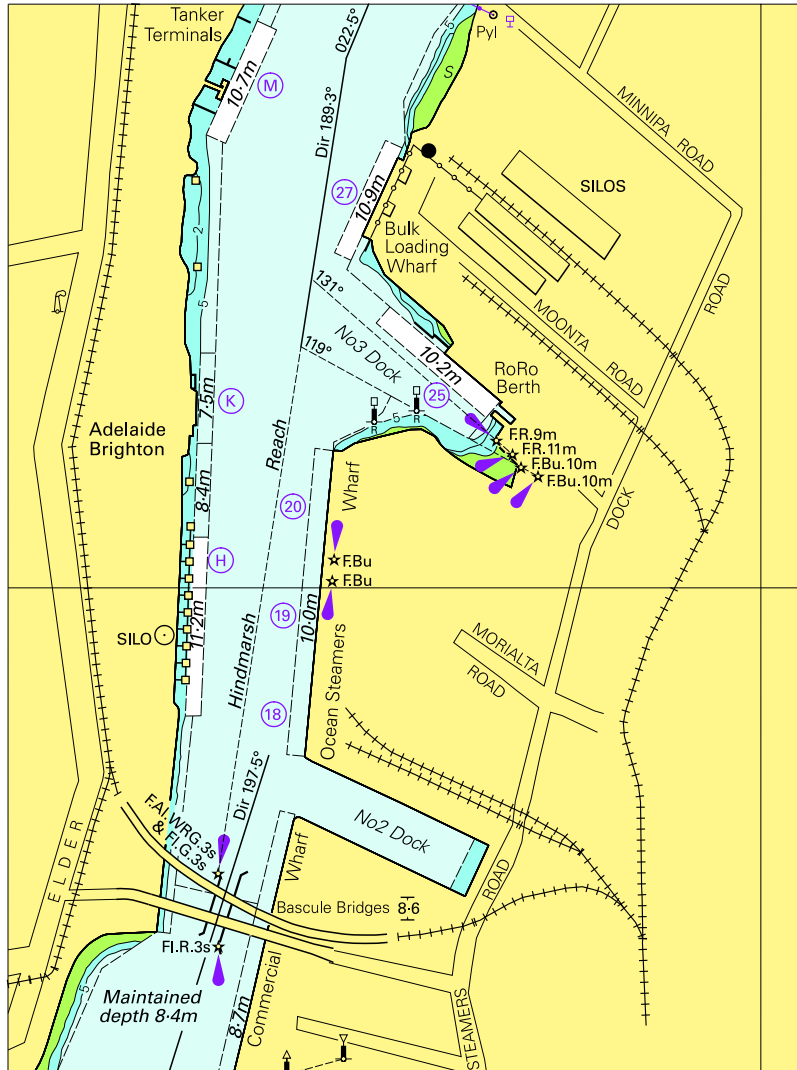 Tanker
Terminals
022·5°
Pyl
S
5
10·7m
M
Dir 189·3°
MINNIPA ROAD
27
10·9m
SILOS
Bulk
Loading
Wharf
2
5
131°
MOONTA ROAD
ROAD
119°
No3 Dock
10·2m
RoRo
Berth
25
7·5m
K
R
R
5
Adelaide
Brighton
Reach
F.R.9m
F.R.11m
F.Bu.10m
F.Bu.10m
8·4m
20
Wharf
DOCK
H
F.Bu
F.Bu
11·2m
19
10·0m
SILO
Hindmarsh
MORIALTA
ROAD
18
Ocean Steamers
Dir 197·5°
F.Al.WRG.3s
& Fl.G.3s
No2 Dock
ELDER
Wharf
ROAD
Bascule Bridges 8·6
Fl.R.3s
5
Maintained
depth 8·4m
8·7m
Commercial
STEAMERS